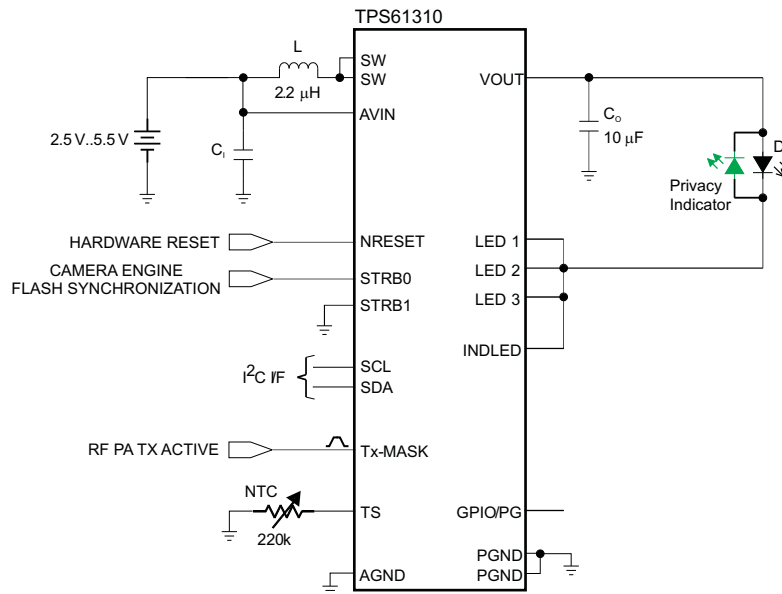 TPS61310
L
2.2 μH
SW
SW
AVIN
VOUT
2.5 V..5.5 V
C_I
C_O
10 μF
D
Privacy
Indicator
HARDWARE RESET
NRESET
LED 1
CAMERA ENGINE
FLASH SYNCHRONIZATION
STRB0
LED 2
STRB1
LED 3
INDLED
I²C I/F
SCL
SDA
RF PA TX ACTIVE
Tx-MASK
NTC
220k
TS
GPIO/PG
AGND
PGND
PGND